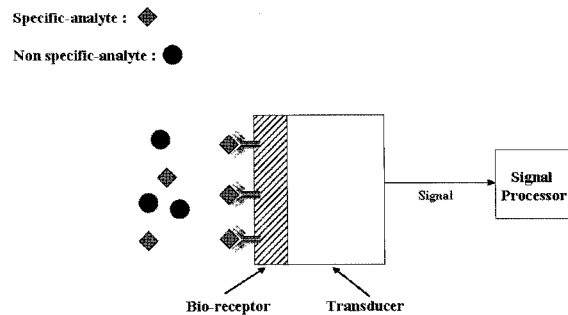 Specific-analyte :
Non specific-analyte :
Signal
Signal
Processor
Bio-receptor
Transducer